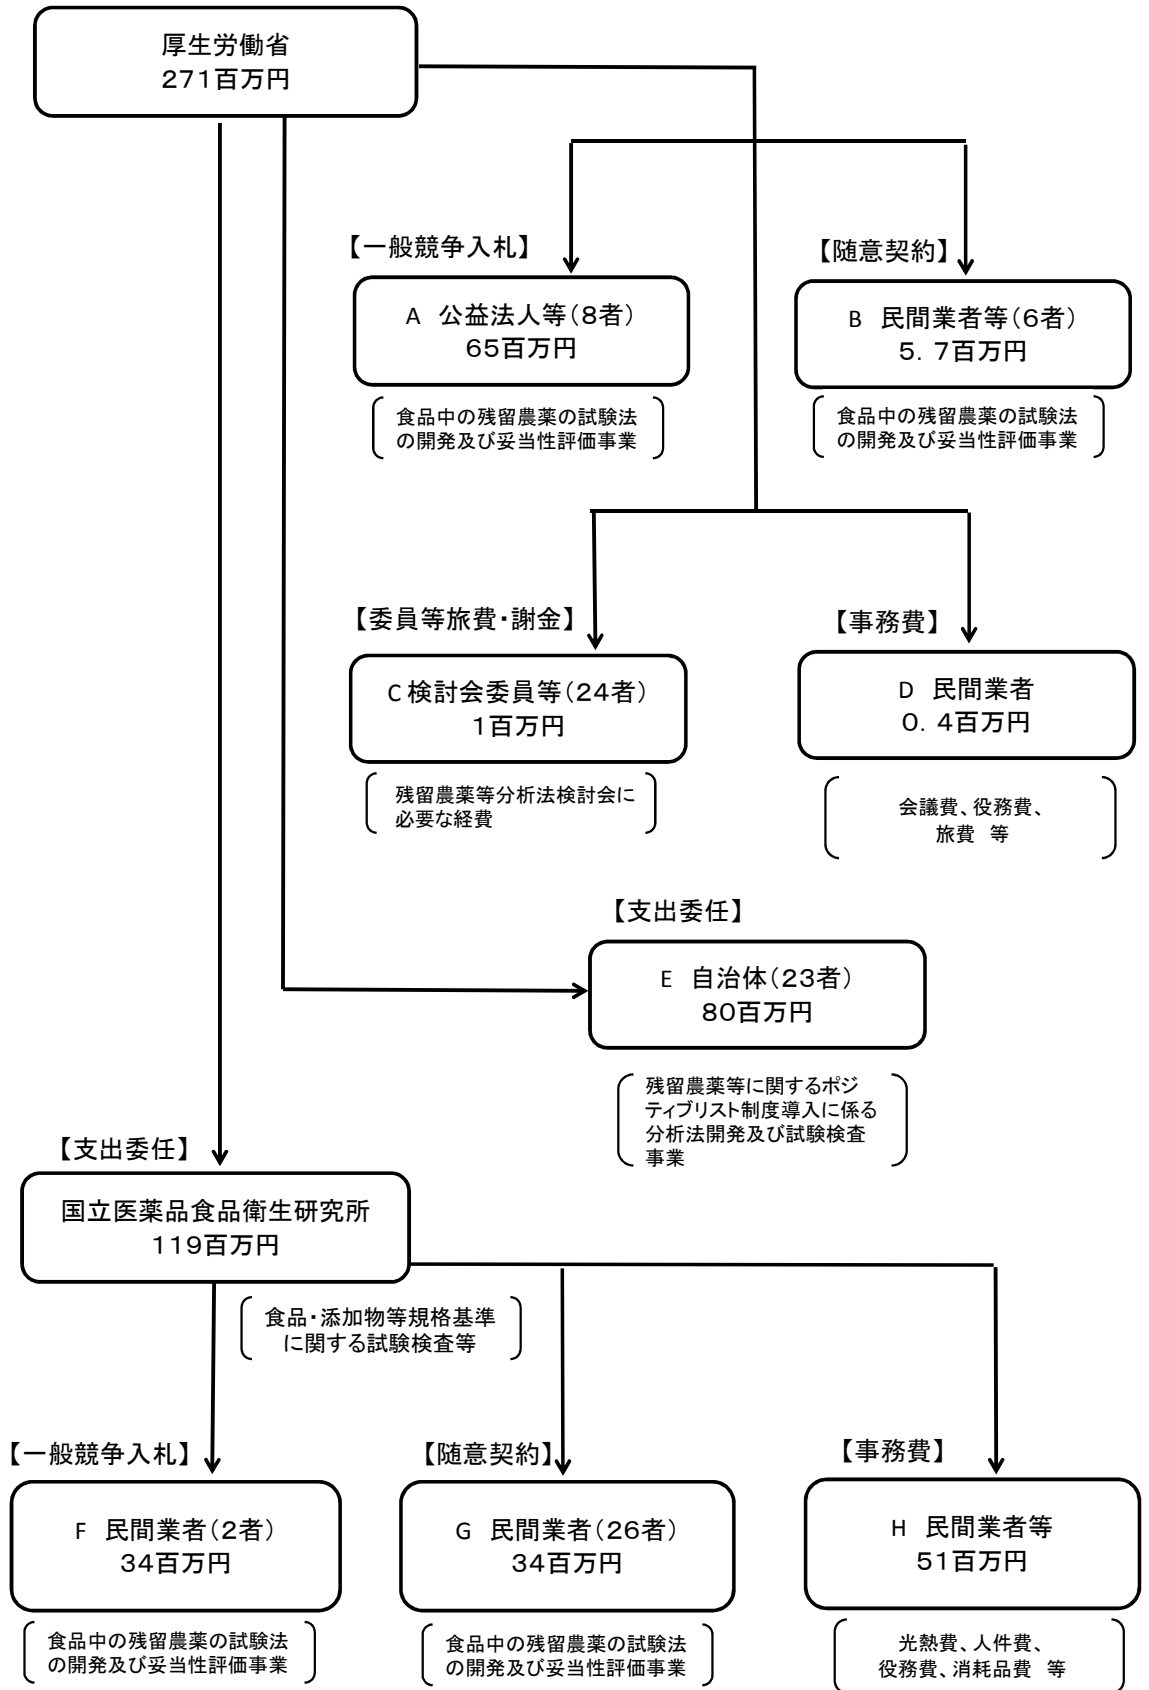 厚生労働省
271百万円
【一般競争入札】
A　公益法人等（8者）
65百万円
食品中の残留農薬の試験法
の開発及び妥当性評価事業
【随意契約】
B　民間業者等（6者）
5．7百万円
食品中の残留農薬の試験法
の開発及び妥当性評価事業
【委員等旅費・謝金】
C 検討会委員等（24者）
1百万円
残留農薬等分析法検討会に
必要な経費
【事務費】
D　民間業者
0．4百万円
会議費、役務費、
旅費　等
【支出委任】
E　自治体（23者）
80百万円
残留農薬等に関するポジ
ティブリスト制度導入に係る
分析法開発及び試験検査
事業
【支出委任】
国立医薬品食品衛生研究所
119百万円
食品・添加物等規格基準
に関する試験検査等
【一般競争入札】
F　民間業者（2者）
34百万円
食品中の残留農薬の試験法
の開発及び妥当性評価事業
【随意契約】
G　民間業者（26者）
34百万円
食品中の残留農薬の試験法
の開発及び妥当性評価事業
【事務費】
H　民間業者等
51百万円
光熱費、人件費、
役務費、消耗品費　等